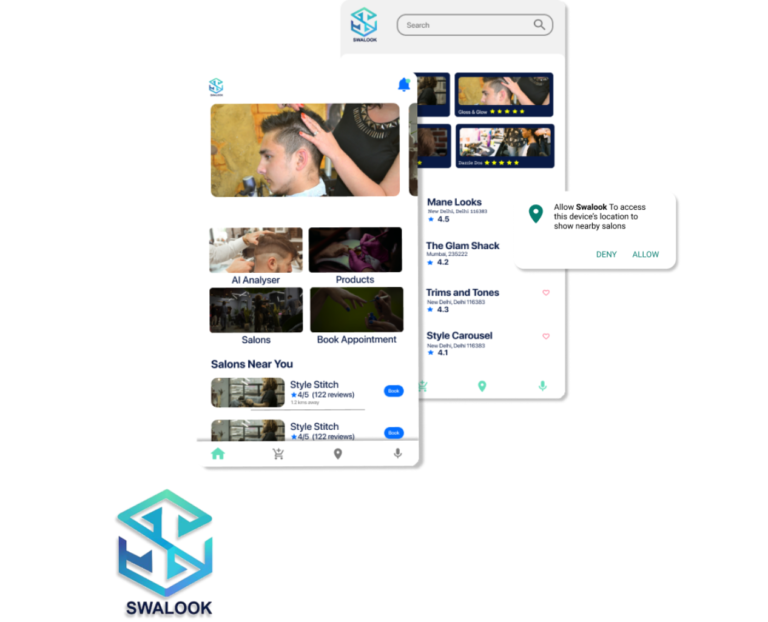 SWALOOK
Search
Gloss & Glow
Dazzle Den
AI Analyser
Products
Salons
Book Appointment
Salons Near You
Style Stitch
4/5 (122 reviews)
1.2 kms away
Book
Style Stitch
4/5 (122 reviews)
Book
Mane Looks
New Delhi, Delhi 110383
4.5
The Glam Shack
Mumbai, 235222
4.2
Trims and Tones
New Delhi, Delhi 110383
4.3
Style Carousel
New Delhi, Delhi 110383
4.1
Allow Swalook To access
this device's location to
show nearby salons
DENY ALLOW
SWALOOK